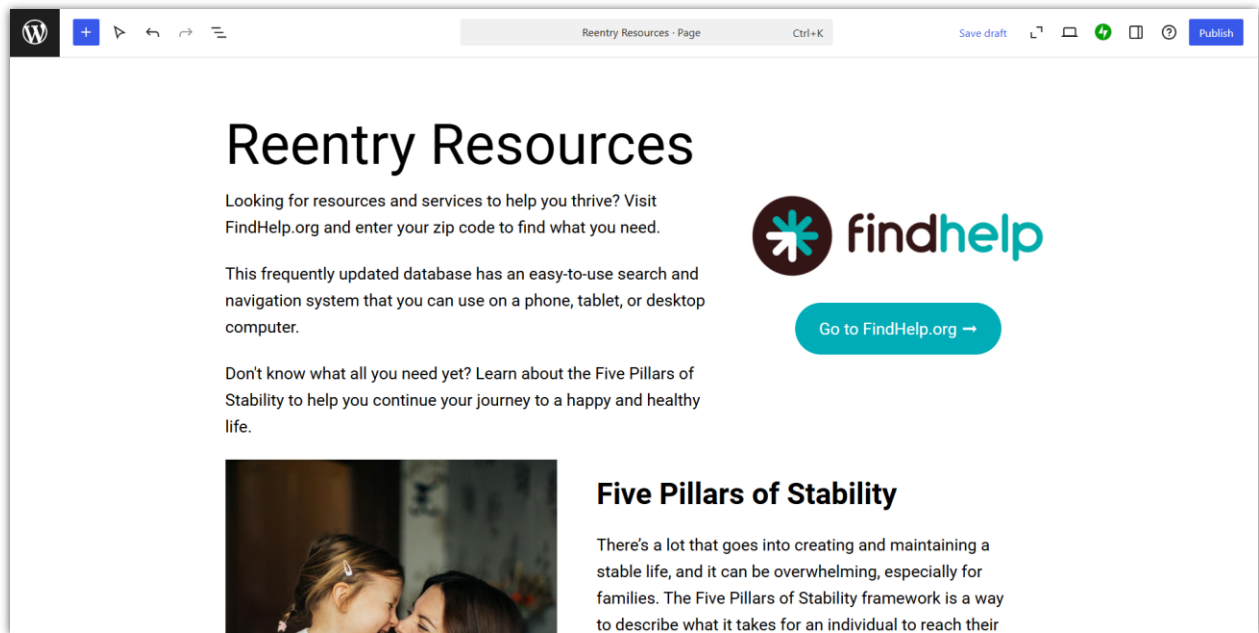 Reentry Resources · Page
Ctrl+K
Save draft
Publish
Reentry Resources
Looking for resources and services to help you thrive? Visit
FindHelp.org and enter your zip code to find what you need.
This frequently updated database has an easy-to-use search and
navigation system that you can use on a phone, tablet, or desktop
computer.
Don't know what all you need yet? Learn about the Five Pillars of
Stability to help you continue your journey to a happy and healthy
life.
findhelp
Go to FindHelp.org ➞
Five Pillars of Stability
There’s a lot that goes into creating and maintaining a
stable life, and it can be overwhelming, especially for
families. The Five Pillars of Stability framework is a way
to describe what it takes for an individual to reach their